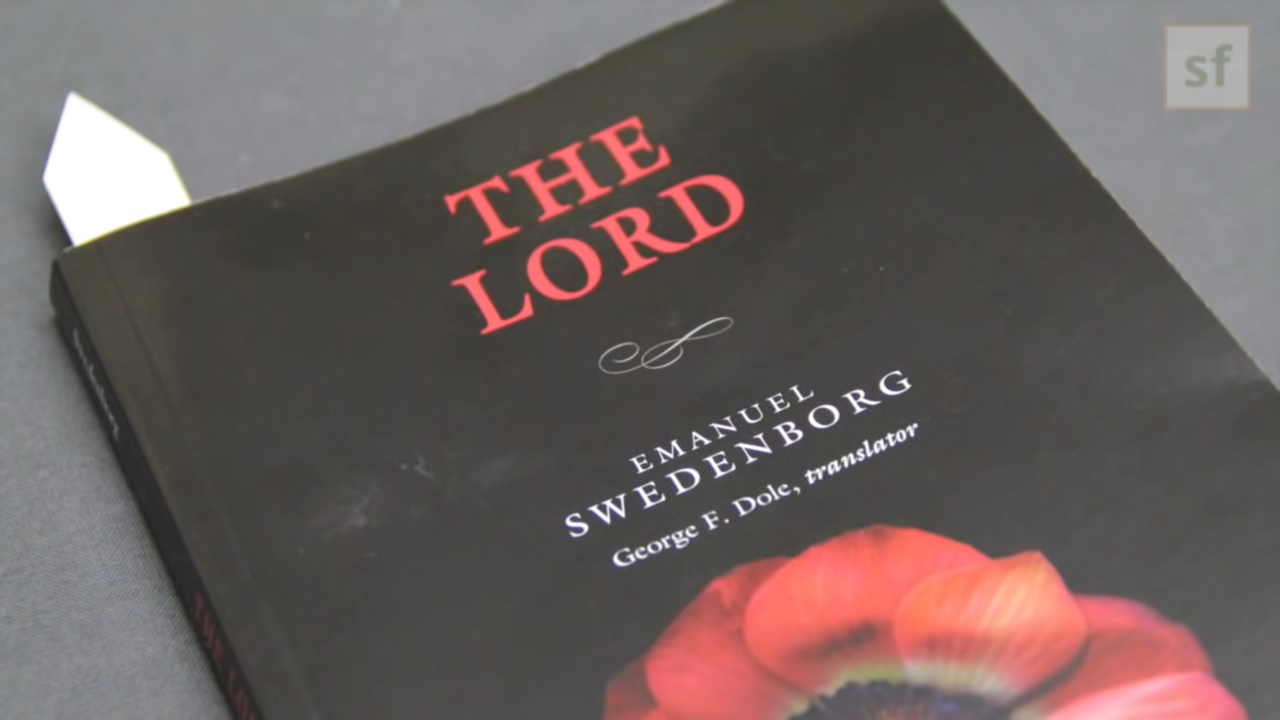 sf
THE
LORD
EMANUEL
SWEDENBORG
George F. Dole, translator